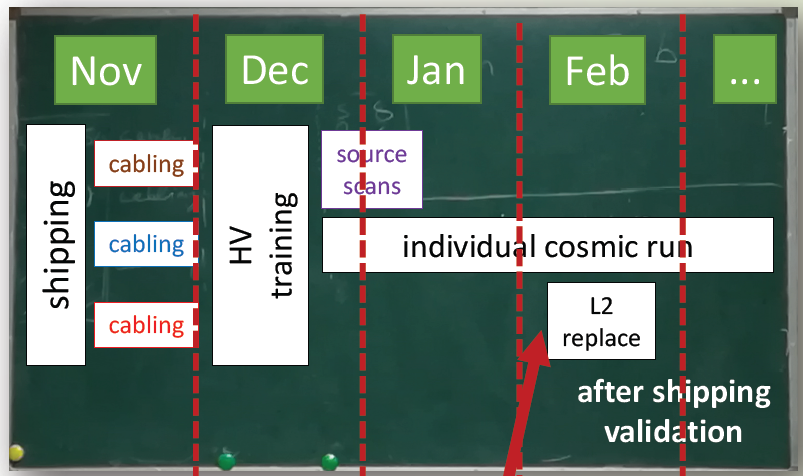 Nov
Dec
Jan
Feb
...
shipping
cabling
cabling
cabling
HV
training
source
scans
individual cosmic run
L2
replace
after shipping
validation